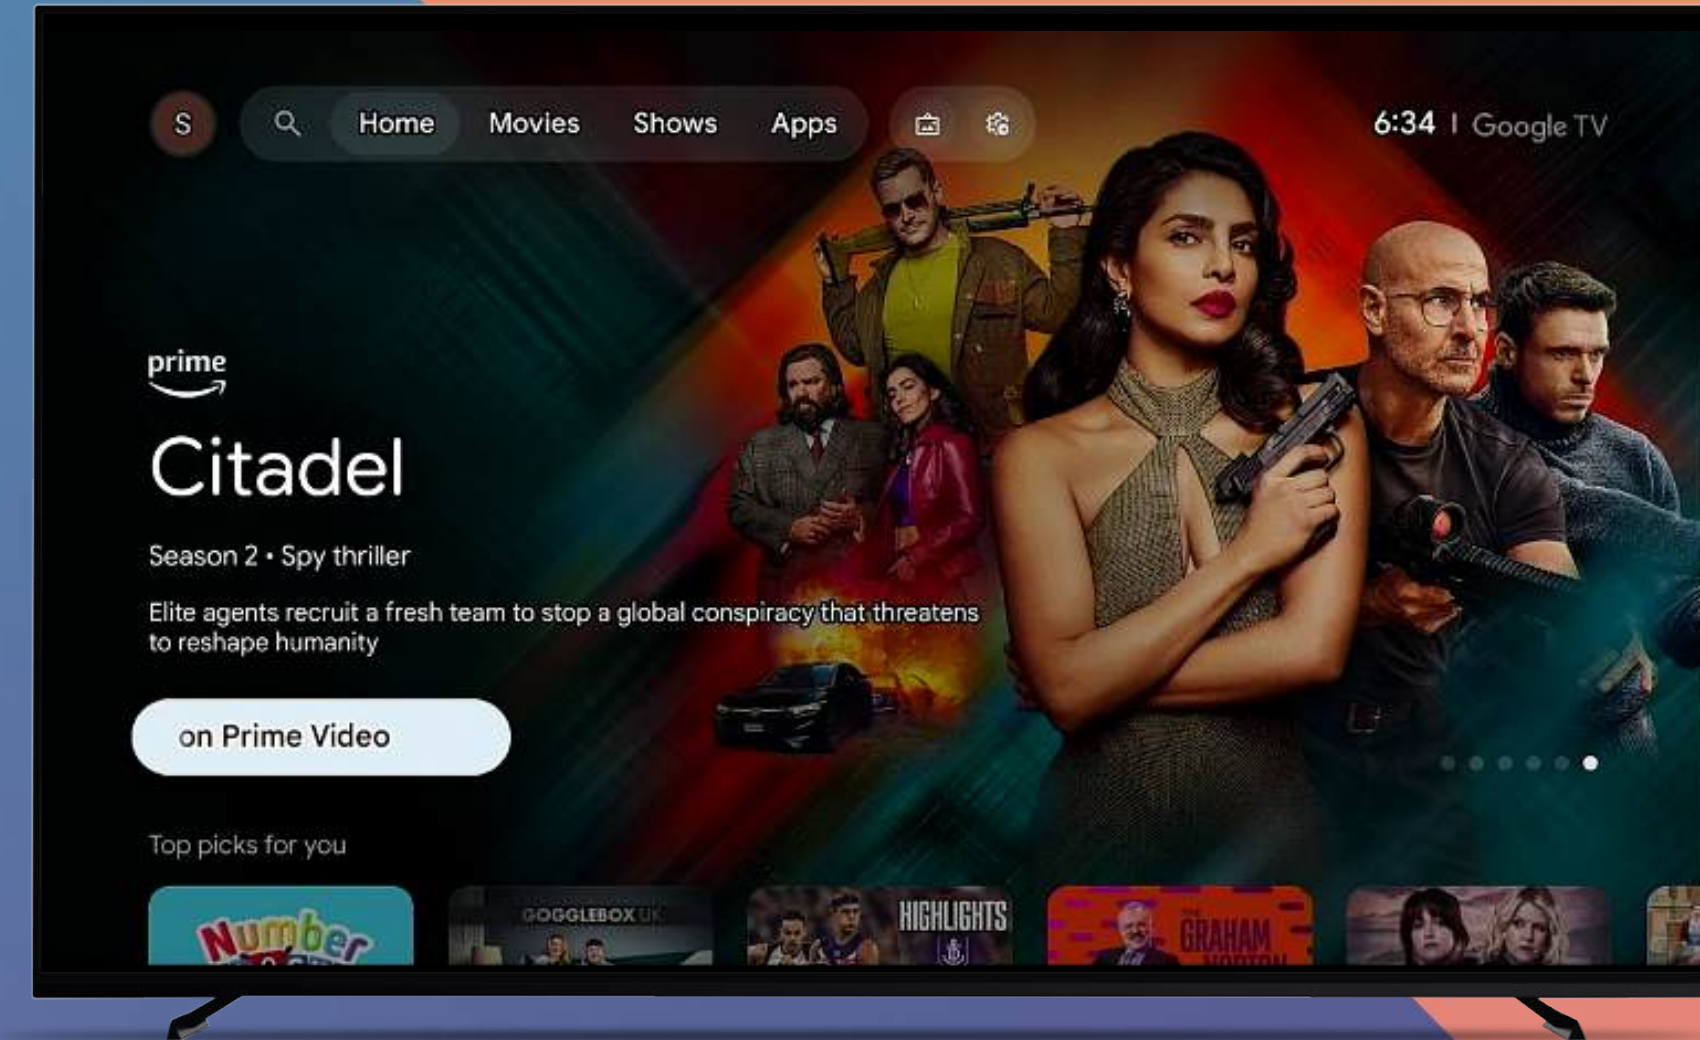 S
Home
Movies
Shows
Apps
6:34 | Google TV
prime
Citadel
Season 2 • Spy thriller
Elite agents recruit a fresh team to stop a global conspiracy that threatens
to reshape humanity
on Prime Video
Top picks for you
Number
GOGGLEBOX UK
HIGHLIGHTS
GRAHAM
NORTON